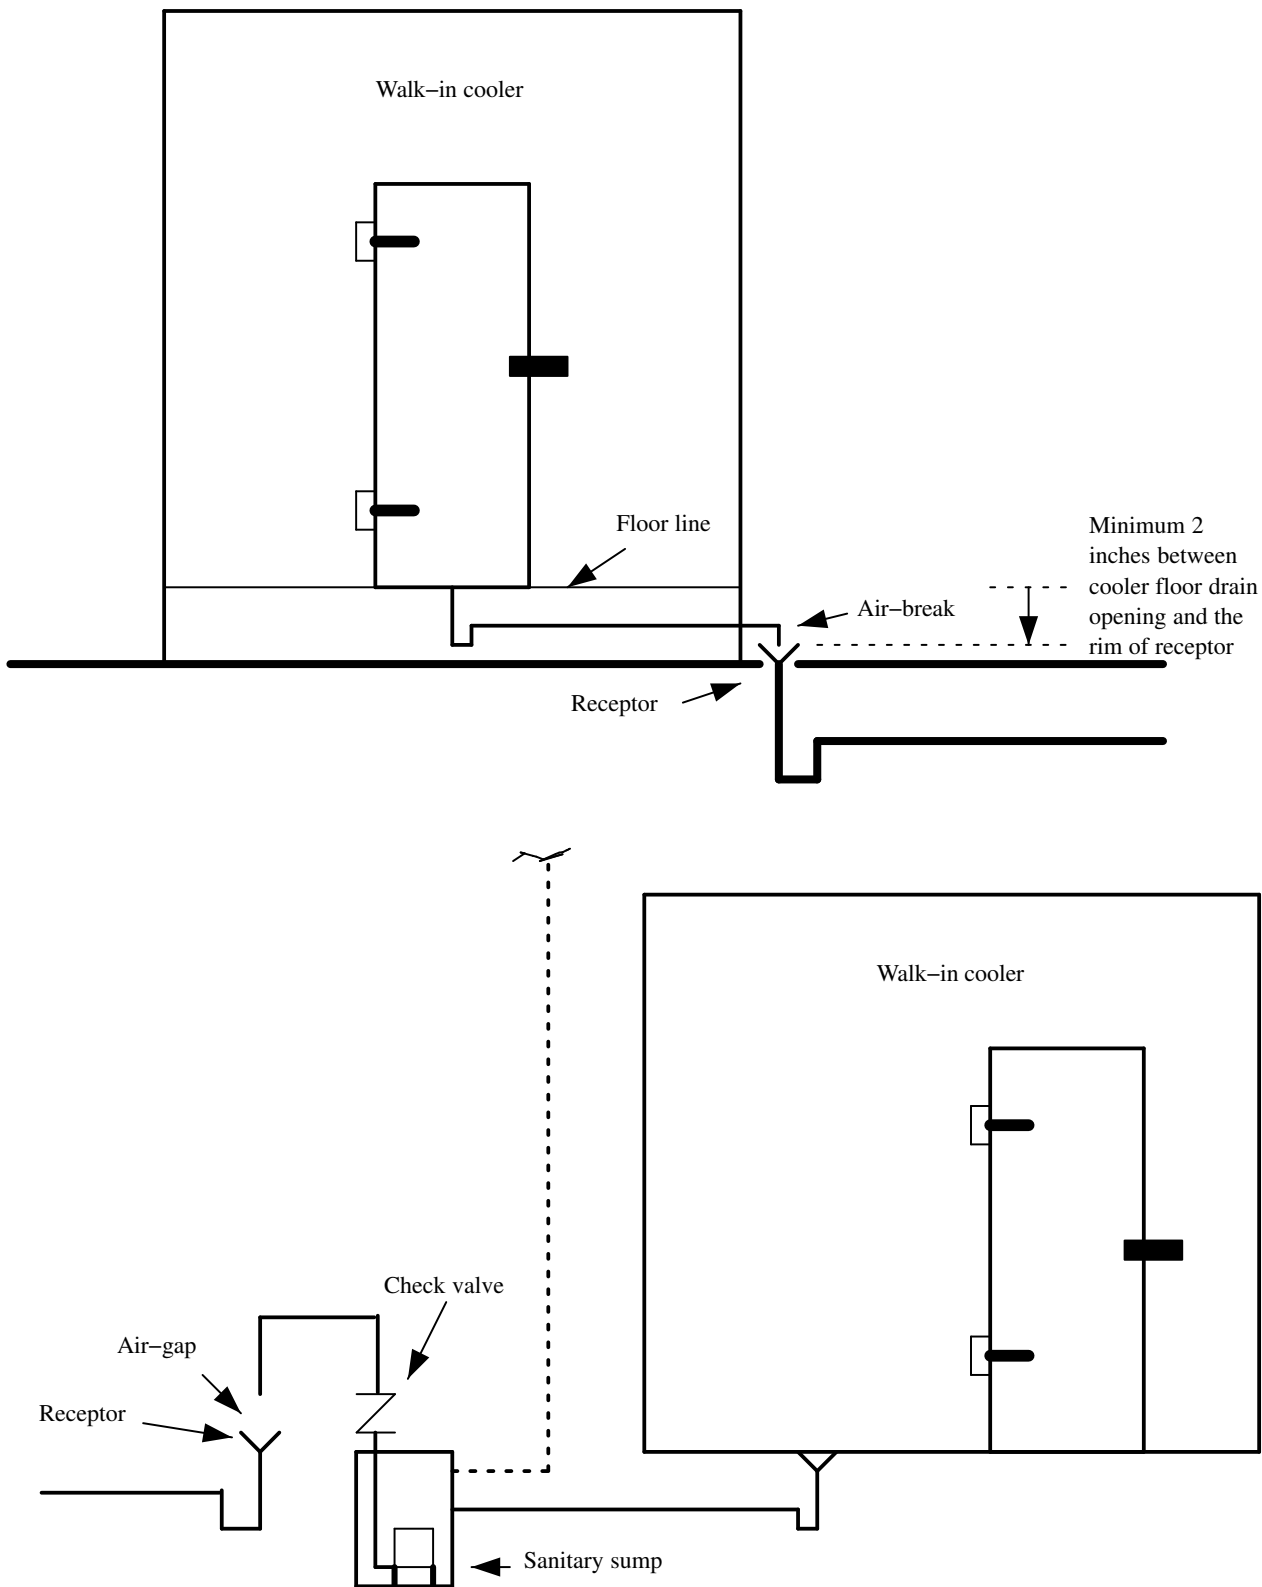 Walk−in cooler
Floor line
Minimum 2
inches between
cooler floor drain
opening and the
rim of receptor
Air−break
Receptor
Walk−in cooler
Check valve
Air−gap
Receptor
Sanitary sump